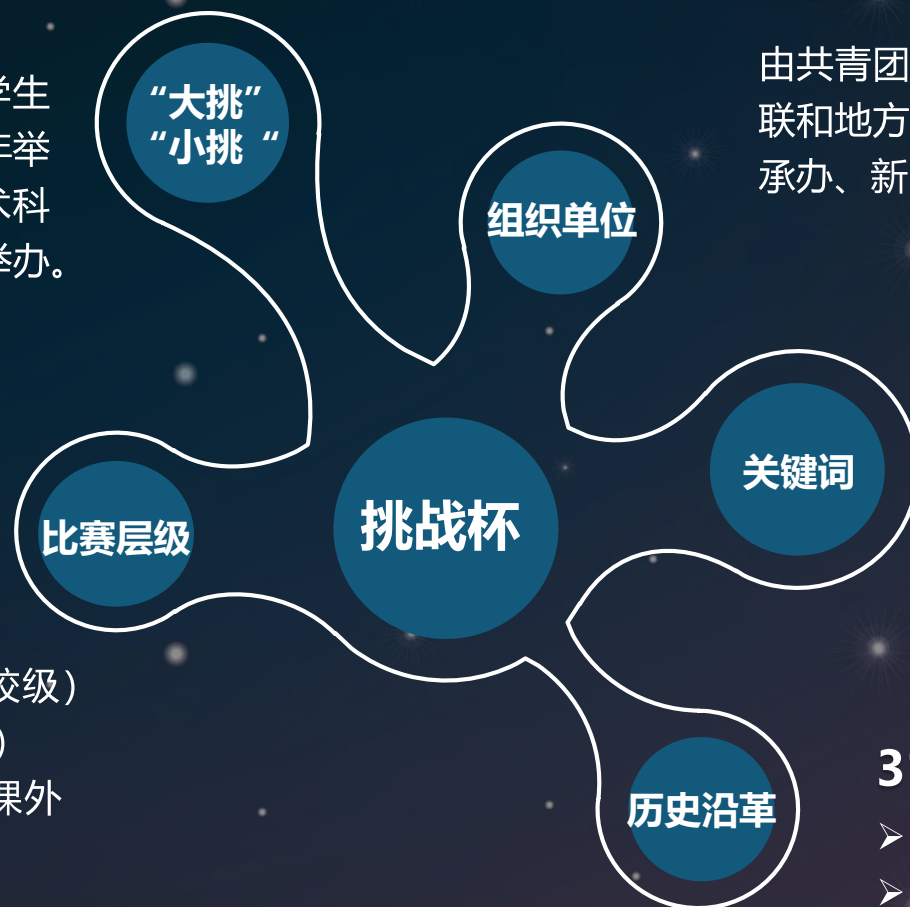 学生
年举
术科
举办。
“大挑”
“小挑 “
组织单位
由共青团
联和地方
承办、新
关键词
挑战杯
比赛层级
校级）
）
课外
历史沿革
3
➢
➢